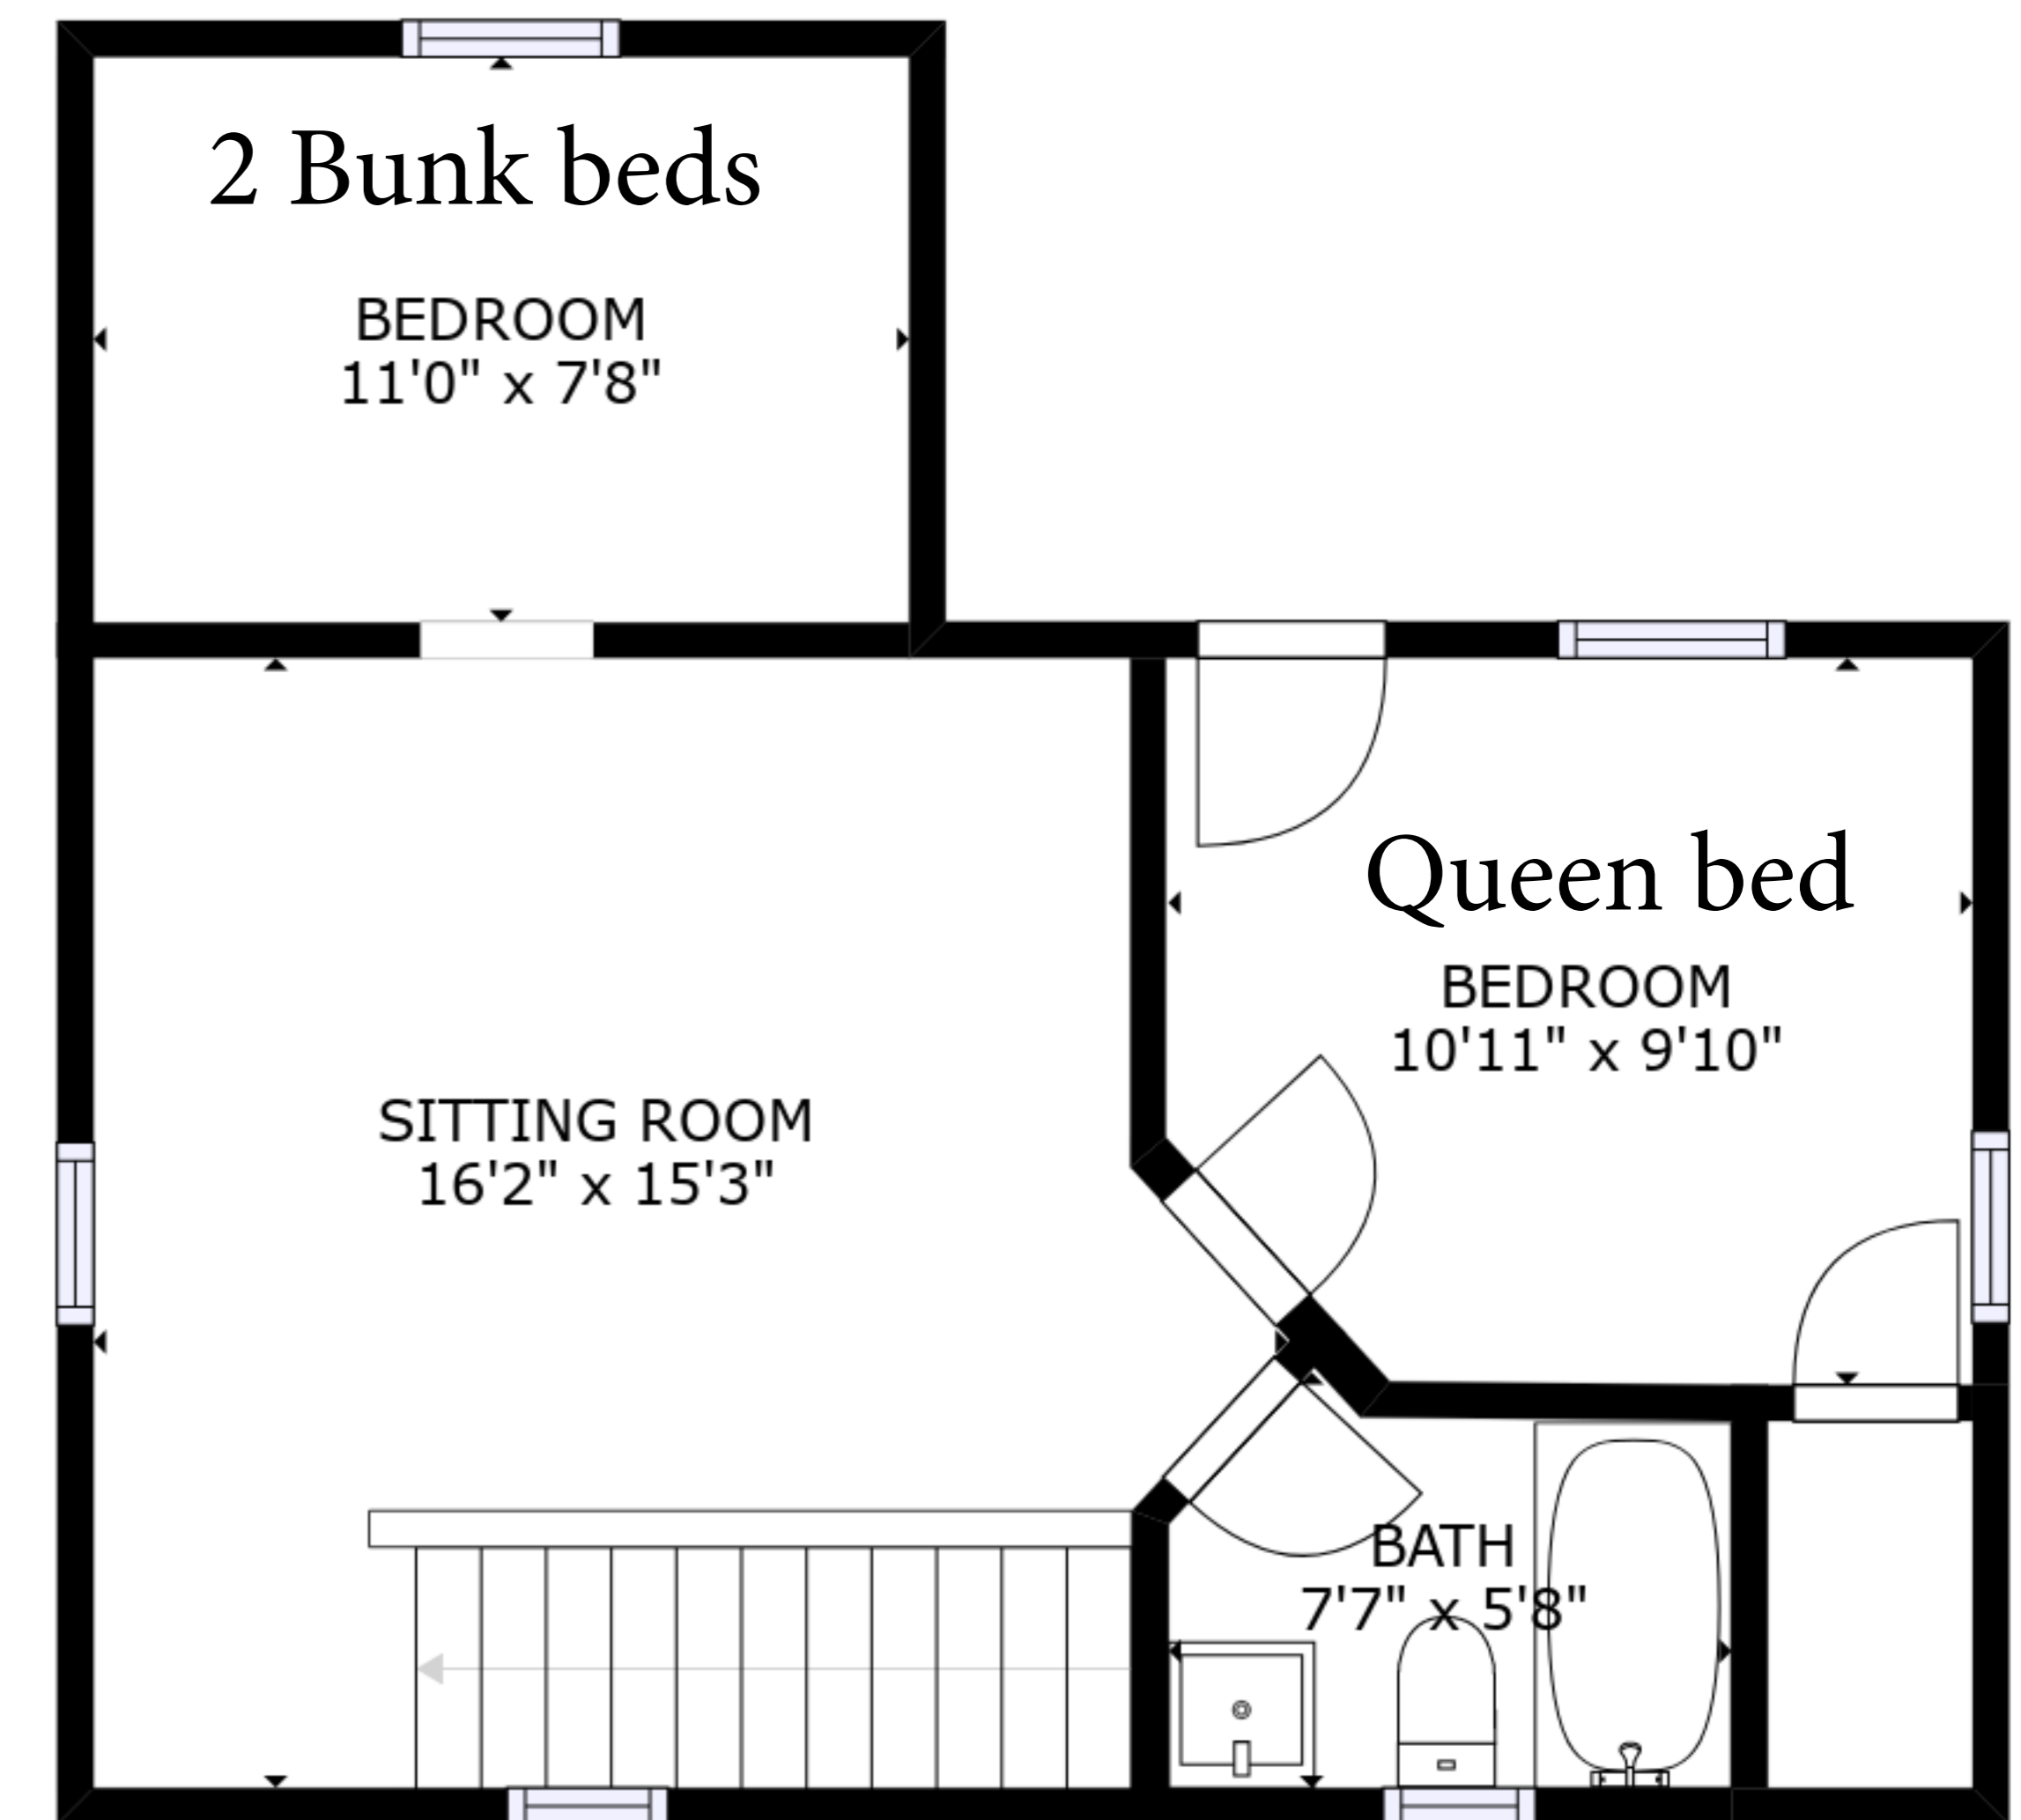 2 Bunk beds
BEDROOM
11'0" x 7'8"
Queen bed
BEDROOM
10'11" x 9'10"
SITTING ROOM
16'2" x 15'3"
BATH
7'7" x 5'8"